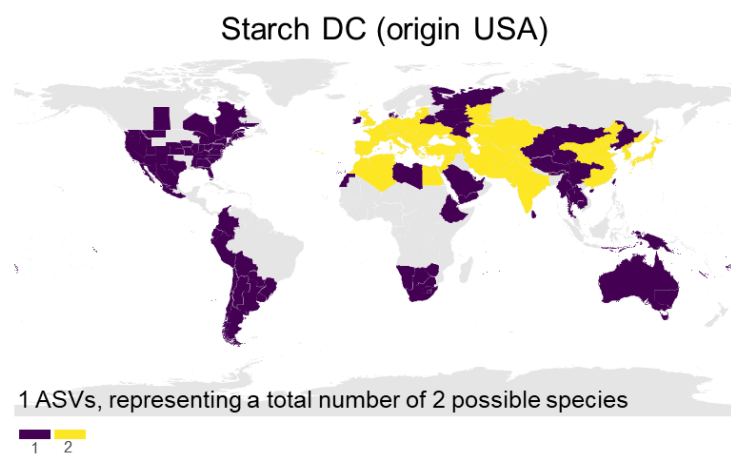 Starch DC (origin USA)
1 ASVs, representing a total number of 2 possible species
1 2